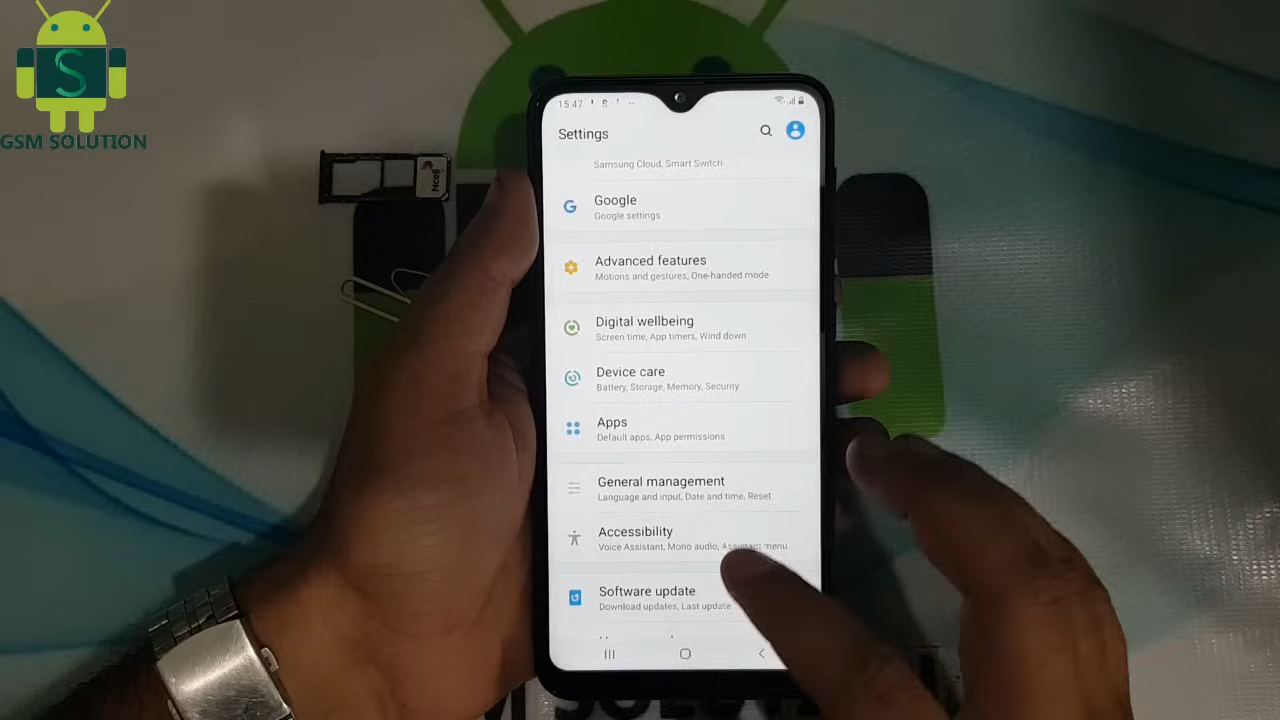 S
GSM SOLUTION
Ncell
15:47
Settings
Samsung Cloud, Smart Switch
Google
Google settings
Advanced features
Motions and gestures, One-handed mode
Digital wellbeing
Screen time, App timers, Wind down
Device care
Battery, Storage, Memory, Security
Apps
Default apps, App permissions
General management
Language and input, Date and time, Reset
Accessibility
Voice Assistant, Mono audio, Assistant menu
Software update
Download updates, Last update